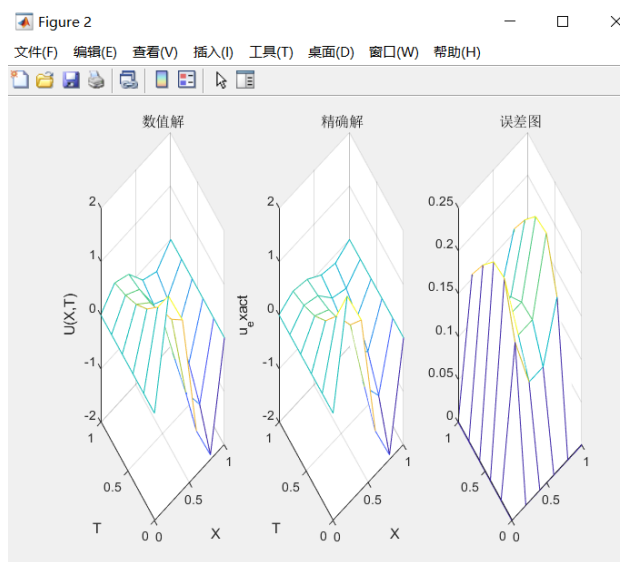 Figure 2
文件(F) 编辑(E) 查看(V) 插入(I) 工具(T) 桌面(D) 窗口(W) 帮助(H)
数值解 精确解 误差图
2 2 0.25
1 1 0.2
0 0 0.15
-1 -1 0.1
-2 -2 0.05
0
U(X,T) u_exact
1 1 1 1 1 1
0.5 0.5 0.5 0.5 0.5 0.5
0 0 0 0 0 0
T X T X